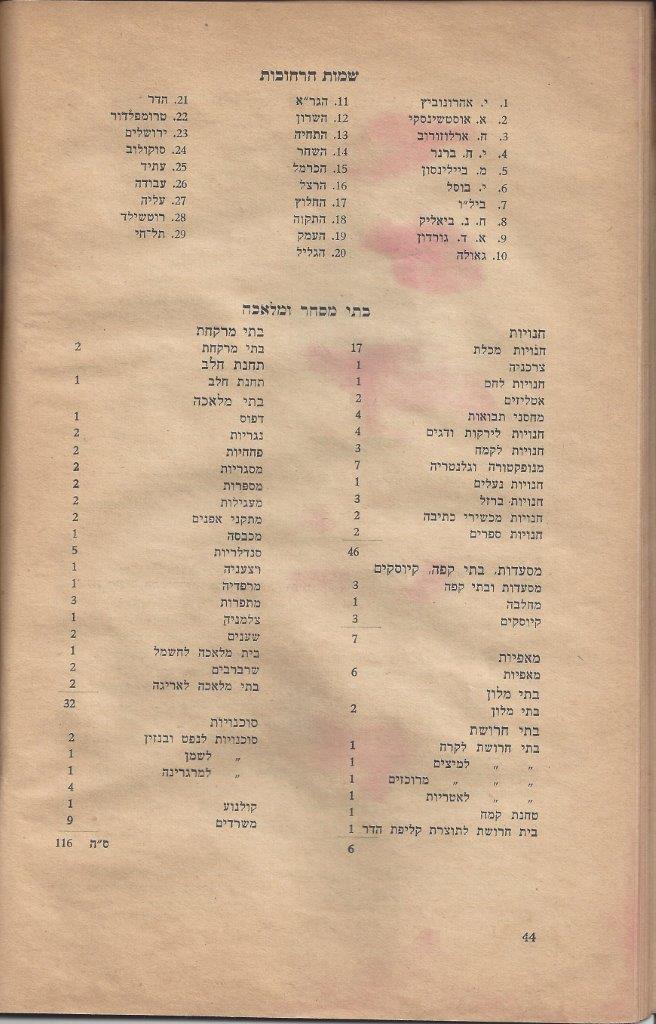 שמות הרחובות
1. י. אהרונוביץ
2. א. אוסטשינסקי
3. ח. ארלוזורוב
4. י. ח. ברנר
5. מ. ביילינסון
6. י. בוסל
7. ביל״ו
8. ח. נ. ביאליק
9. א. ד. גורדון
10. גאולה
11. הגר״א
12. השרון
13. התחיה
14. השחר
15. הכרמל
16. הרצל
17. החלוץ
18. התקוה
19. העמק
20. הגליל
21. הדר
22. טרומפלדור
23. ירושלים
24. סוקולוב
25. עתיד
26. עבודה
27. עליה
28. רוטשילד
29. תל־חי
בתי מסחר ומלאכה
חנויות
חנויות מכלת 17
צרכניה 1
חנויות לחם 1
אטליזים 2
מחסני תבואות 4
חנויות לירקות ודגים 4
חנויות לקמח 3
מנופקטורה וגלנטריה 7
חנויות נעלים 1
חנויות ברזל 3
חנויות מכשירי כתיבה 2
חנויות ספרים 2
46
מסעדות, בתי קפה, קיוסקים
מסעדות ובתי קפה 3
מחלבה 1
קיוסקים 3
7
מאפיות
מאפיות 6
בתי מלון
בתי מלון 2
בתי חרושת
בתי חרושת לקרח 1
״ ״ למיצים 1
״ ״ ״ מרוכזים 1
״ ״ לאטריות 1
טחנת קמח 1
בית חרושת לתוצרת קליפת הדר 1
6
בתי מרקחת
בתי מרקחת 2
תחנת חלב
תחנת חלב 1
בתי מלאכה
דפוס 1
נגריות 2
פחחיות 2
מסגריות 2
מספרות 2
מעגילות 2
מתקני אפנים 2
מכבסה 1
סנדלריות 5
רצעניה 1
מרפדיה 1
מתפרות 3
צלמניה 1
שענים 2
בית מלאכה לחשמל 1
שרברבים 2
בתי מלאכה לאריגה 2
32
סוכנויות
סוכנויות לנפט ובנזין 2
״ לשמן 1
״ למרגרינה 1
4
קולנוע 1
משרדים 9
ס״ה 116
44